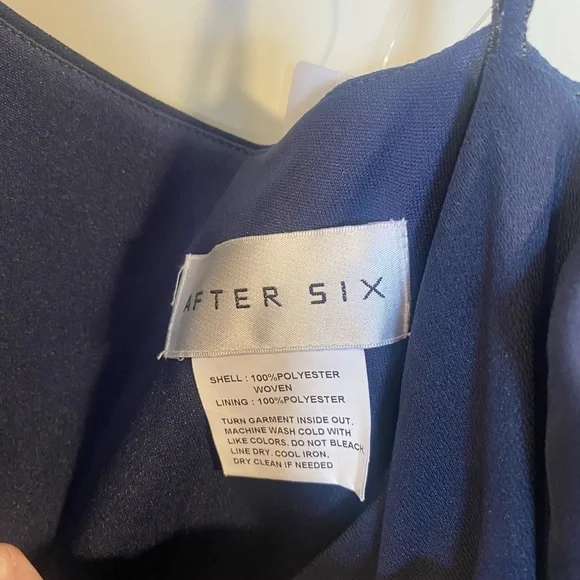 AFTER SIX
SHELL : 100%POLYESTER
WOVEN
LINING : 100%POLYESTER
TURN GARMENT INSIDE OUT.
MACHINE WASH COLD WITH
LIKE COLORS. DO NOT BLEACH
LINE DRY. COOL IRON.
DRY CLEAN IF NEEDED